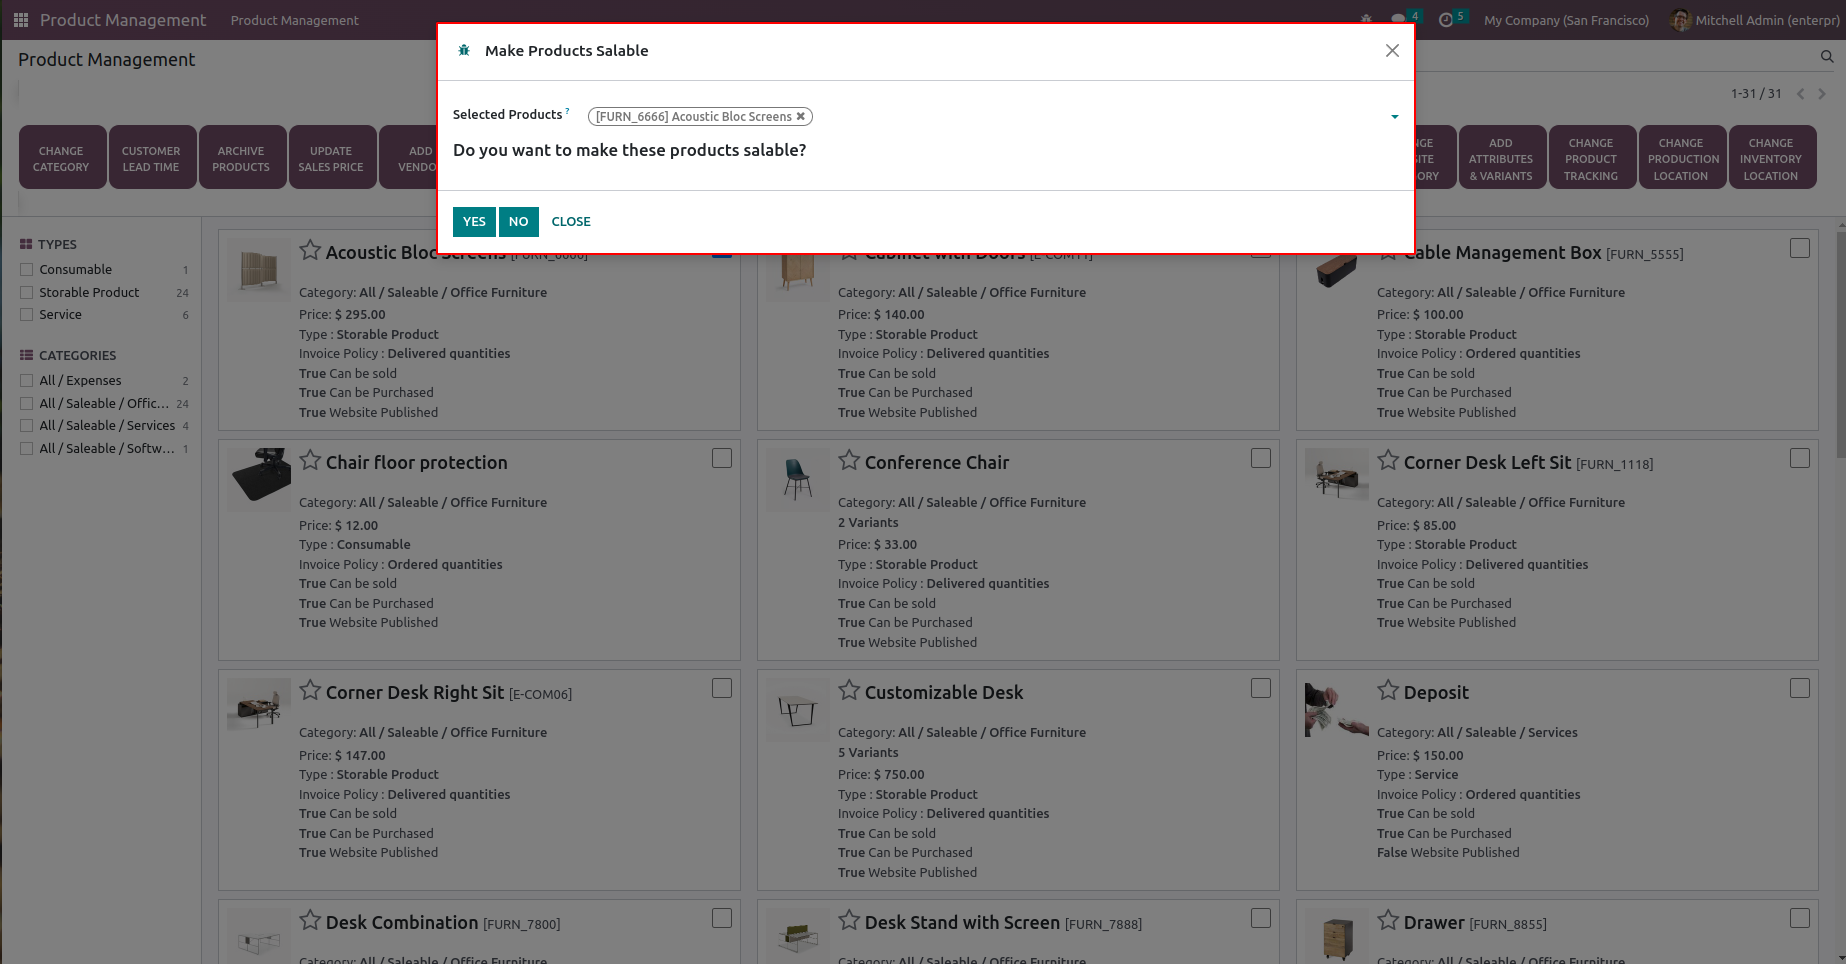 Product Management Product Management 4 5 My Company (San Francisco) Mitchell Admin (enterpr)
Product Management
1-31 / 31
Make Products Salable
Selected Products ? [FURN_6666] Acoustic Bloc Screens ✖
Do you want to make these products salable?
YES NO CLOSE
CHANGE
CATEGORY
CUSTOMER
LEAD TIME
ARCHIVE
PRODUCTS
UPDATE
SALES PRICE
ADD
VENDO
NGE
ITE
ORY
ADD
ATTRIBUTES
& VARIANTS
CHANGE
PRODUCT
TRACKING
CHANGE
PRODUCTION
LOCATION
CHANGE
INVENTORY
LOCATION
TYPES
Consumable 1
Storable Product 24
Service 6
CATEGORIES
All / Expenses 2
All / Saleable / Offic... 24
All / Saleable / Services 4
All / Saleable / Softw... 1
Acoustic Bloc Screens [FURN_6666]
Category: All / Saleable / Office Furniture
Price: $ 295.00
Type : Storable Product
Invoice Policy : Delivered quantities
True Can be sold
True Can be Purchased
True Website Published
Cabinet with Doors [E-COM11]
Category: All / Saleable / Office Furniture
Price: $ 140.00
Type : Storable Product
Invoice Policy : Delivered quantities
True Can be sold
True Can be Purchased
True Website Published
Cable Management Box [FURN_5555]
Category: All / Saleable / Office Furniture
Price: $ 100.00
Type : Storable Product
Invoice Policy : Ordered quantities
True Can be sold
True Can be Purchased
True Website Published
Chair floor protection
Category: All / Saleable / Office Furniture
Price: $ 12.00
Type : Consumable
Invoice Policy : Ordered quantities
True Can be sold
True Can be Purchased
True Website Published
Conference Chair
Category: All / Saleable / Office Furniture
2 Variants
Price: $ 33.00
Type : Storable Product
Invoice Policy : Delivered quantities
True Can be sold
True Can be Purchased
True Website Published
Corner Desk Left Sit [FURN_1118]
Category: All / Saleable / Office Furniture
Price: $ 85.00
Type : Storable Product
Invoice Policy : Delivered quantities
True Can be sold
True Can be Purchased
True Website Published
Corner Desk Right Sit [E-COM06]
Category: All / Saleable / Office Furniture
Price: $ 147.00
Type : Storable Product
Invoice Policy : Delivered quantities
True Can be sold
True Can be Purchased
True Website Published
Customizable Desk
Category: All / Saleable / Office Furniture
5 Variants
Price: $ 750.00
Type : Storable Product
Invoice Policy : Delivered quantities
True Can be sold
True Can be Purchased
True Website Published
Deposit
Category: All / Saleable / Services
Price: $ 150.00
Type : Service
Invoice Policy : Ordered quantities
True Can be sold
True Can be Purchased
False Website Published
Desk Combination [FURN_7800]
Category: All / Saleable / Office Furniture
Desk Stand with Screen [FURN_7888]
Category: All / Saleable / Office Furniture
Drawer [FURN_8855]
Category: All / Saleable / Office Furniture